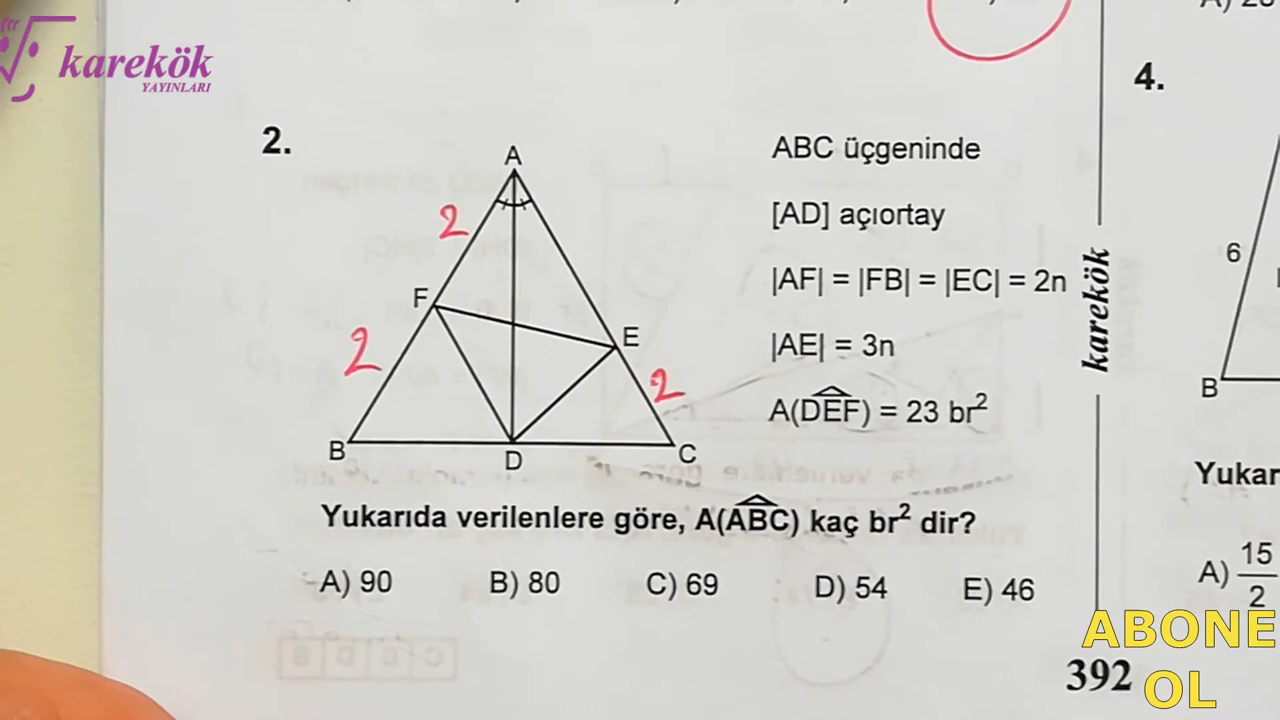 karekök
YAYINLARI
2.
A
F
E
B
D
C
2
2
2
ABC üçgeninde
[AD] açıortay
|AF| = |FB| = |EC| = 2n
|AE| = 3n
A(DEF) = 23 br²
Yukarıda verilenlere göre, A(ABC) kaç br² dir?
A) 90 B) 80 C) 69 D) 54 E) 46
karekök
4.
6
B
Yukar
A) 15/2
392
ABONE
OL